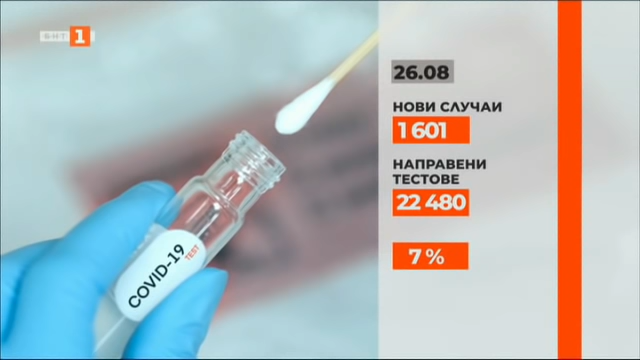 БНТ 1
26.08
НОВИ СЛУЧАИ
1 601
НАПРАВЕНИ
ТЕСТОВЕ
22 480
7 %
COVID-19
TEST